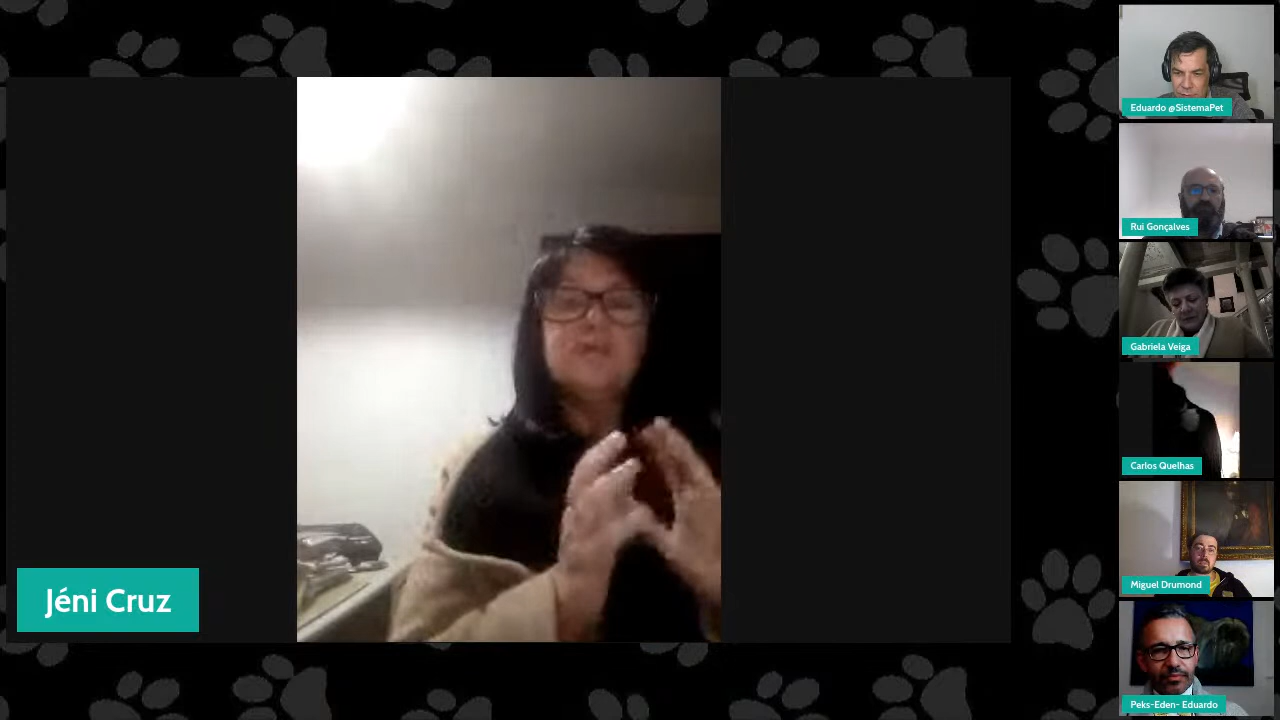 Jéni Cruz
Eduardo @SistemaPet
Rui Gonçalves
Gabriela Veiga
Carlos Quelhas
Miguel Drumond
Peks-Eden- Eduardo